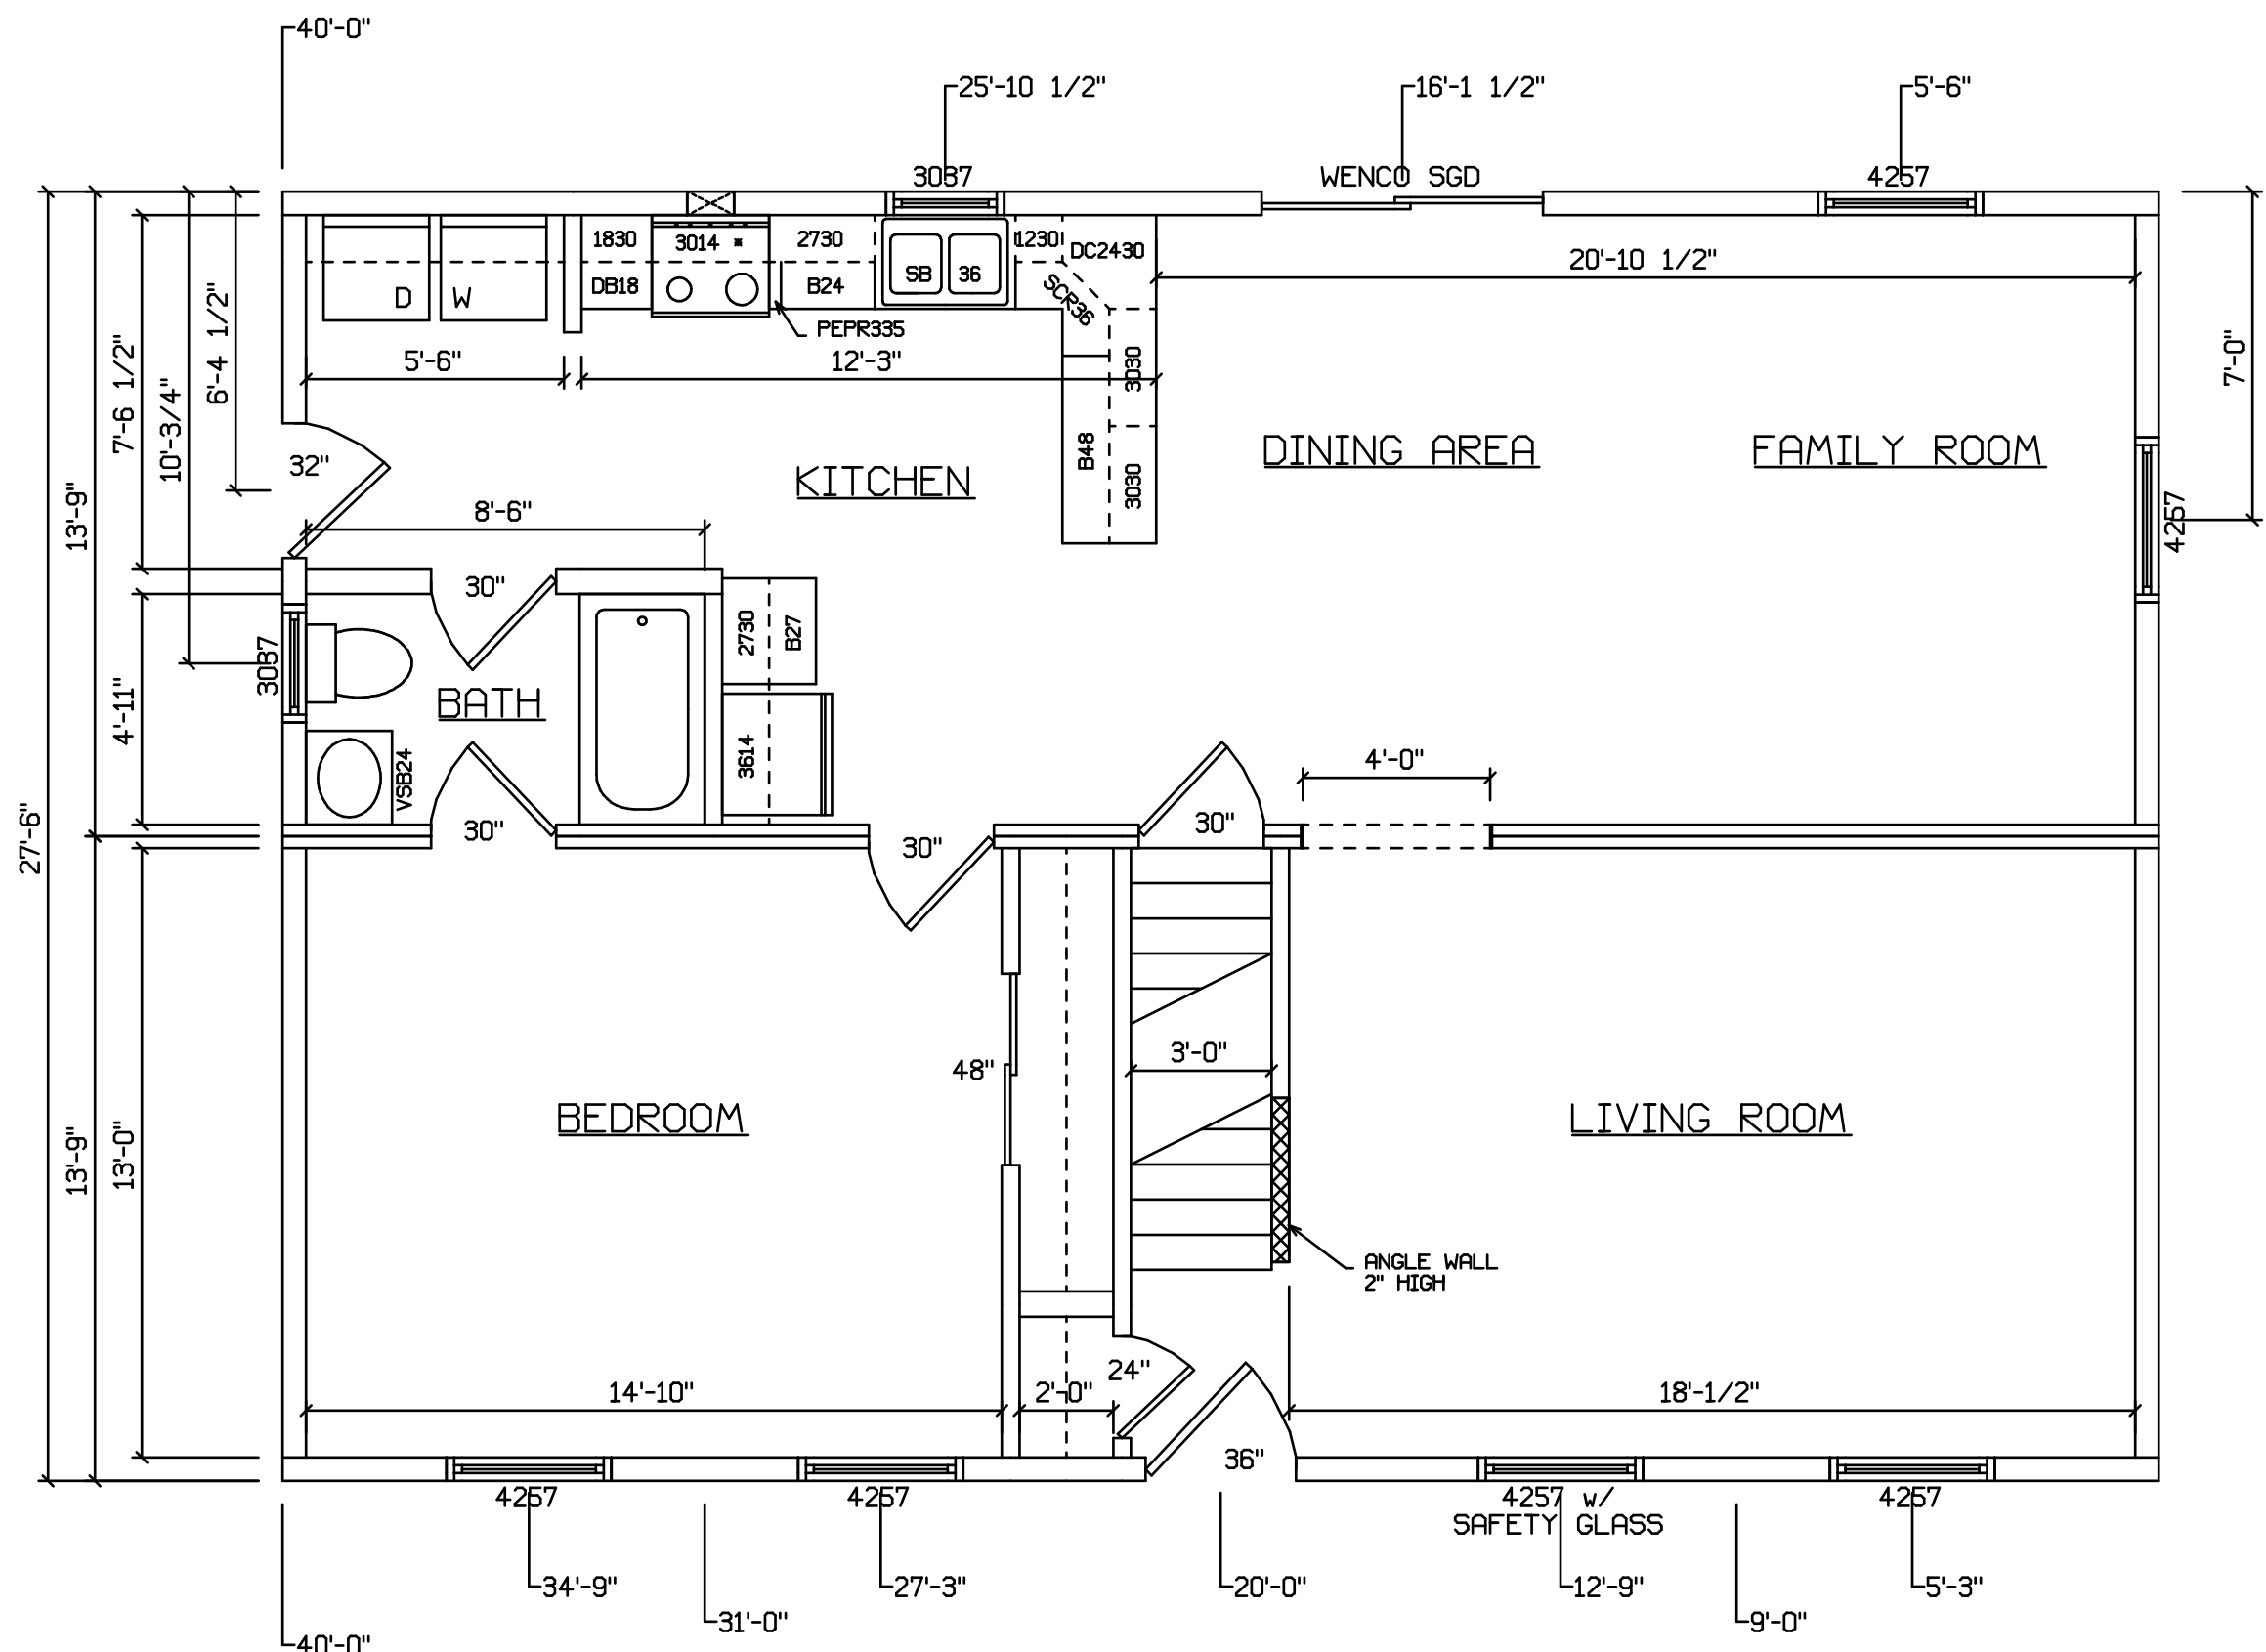 40'-0"
25'-10 1/2"
16'-1 1/2"
5'-6"
3037
WENCO SGD
4257
1830
3014 *
2730
1230
DC2430
20'-10 1/2"
D
W
DB18
B24
SB
36
SCR36
PEPR335
5'-6"
12'-3"
3030
6'-4 1/2"
7'-6 1/2"
10'-3/4"
7'-0"
32"
KITCHEN
B48
3030
DINING AREA
FAMILY ROOM
13'-9"
8'-6"
4257
30"
2730
B27
3037
4'-11"
BATH
3614
VSB24
4'-0"
27'-6"
30"
30"
30"
3'-0"
48"
BEDROOM
LIVING ROOM
13'-9"
13'-0"
ANGLE WALL
2" HIGH
24"
14'-10"
2'-0"
18'-1/2"
36"
4257
4257
4257 W/
SAFETY GLASS
4257
34'-9"
27'-3"
20'-0"
12'-9"
5'-3"
31'-0"
9'-0"
40'-0"